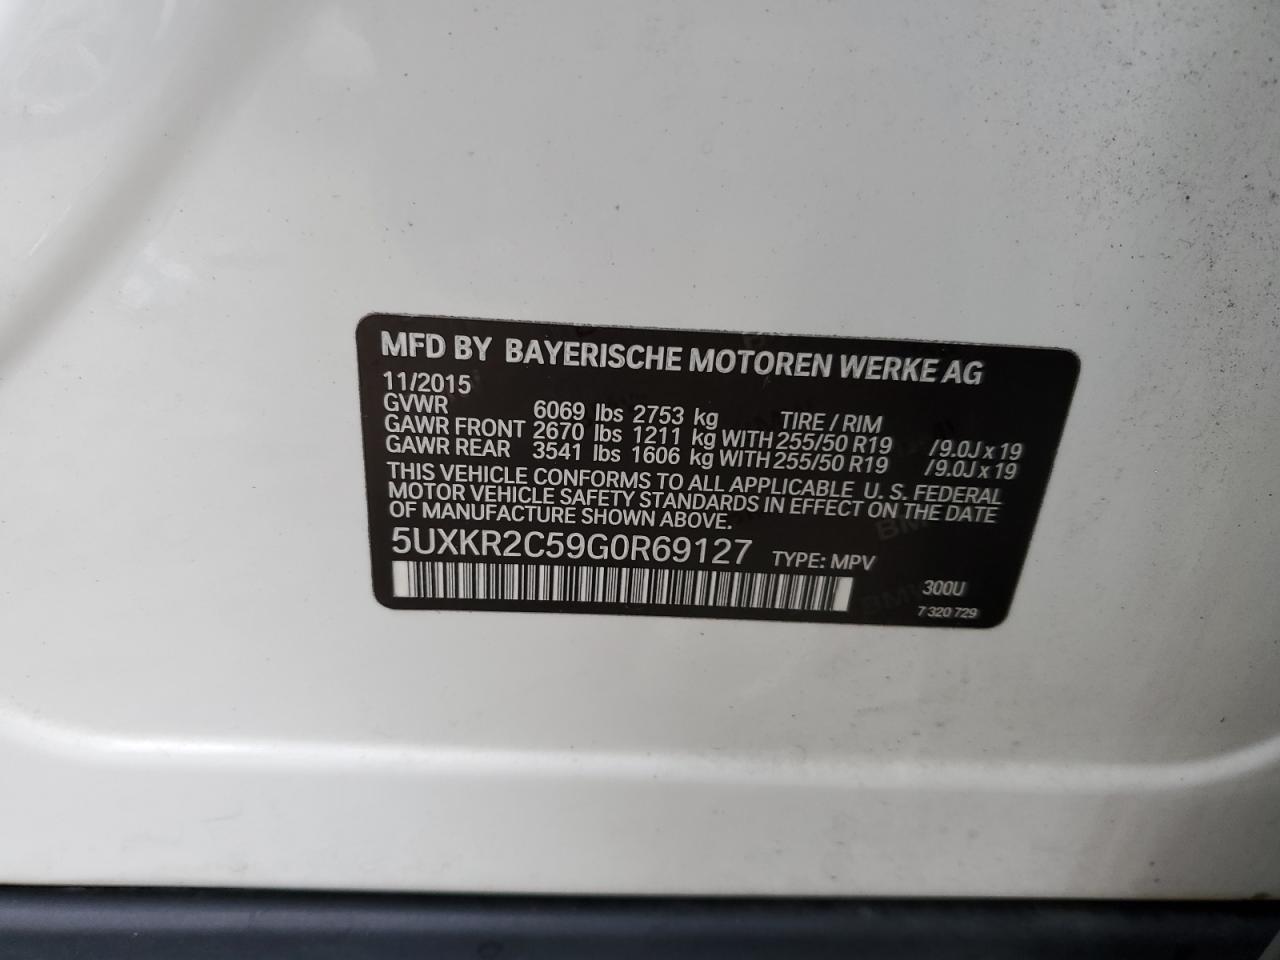 MFD BY BAYERISCHE MOTOREN WERKE AG
11/2015
GVWR 6069 lbs 2753 kg TIRE / RIM
GAWR FRONT 2670 lbs 1211 kg WITH 255/50 R19 /9.0J x 19
GAWR REAR 3541 lbs 1606 kg WITH 255/50 R19 /9.0J x 19
THIS VEHICLE CONFORMS TO ALL APPLICABLE U. S. FEDERAL
MOTOR VEHICLE SAFETY STANDARDS IN EFFECT ON THE DATE
OF MANUFACTURE SHOWN ABOVE.
5UXKR2C59G0R69127 TYPE: MPV
300U
7 320 729